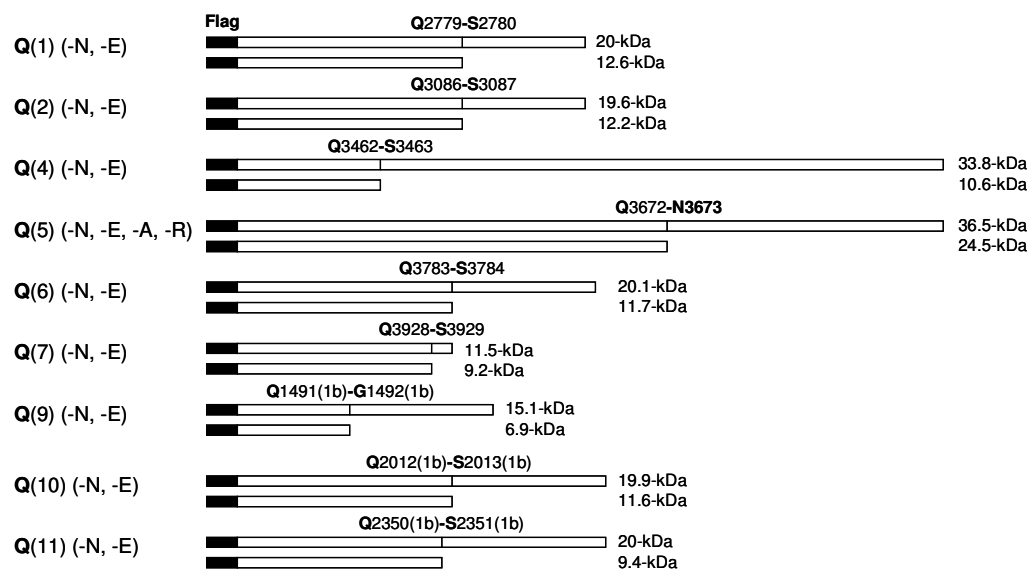 Flag
Q2779-S2780
Q(1) (-N, -E)
20-kDa
12.6-kDa
Q3086-S3087
Q(2) (-N, -E)
19.6-kDa
12.2-kDa
Q3462-S3463
Q(4) (-N, -E)
33.8-kDa
10.6-kDa
Q3672-N3673
Q(5) (-N, -E, -A, -R)
36.5-kDa
24.5-kDa
Q3783-S3784
Q(6) (-N, -E)
20.1-kDa
11.7-kDa
Q3928-S3929
Q(7) (-N, -E)
11.5-kDa
9.2-kDa
Q1491(1b)-G1492(1b)
Q(9) (-N, -E)
15.1-kDa
6.9-kDa
Q2012(1b)-S2013(1b)
Q(10) (-N, -E)
19.9-kDa
11.6-kDa
Q2350(1b)-S2351(1b)
Q(11) (-N, -E)
20-kDa
9.4-kDa